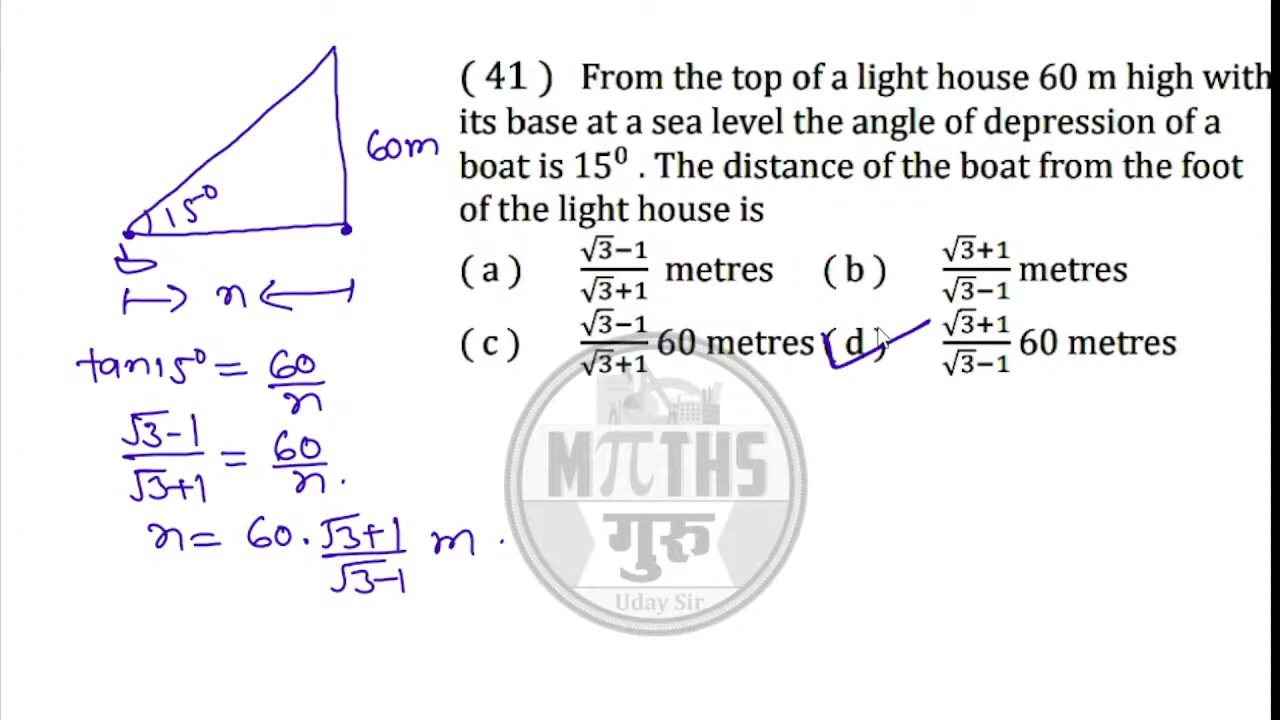 60m
15⁰
x
tan15⁰ = 60/x
√3-1/√3+1 = 60/x.
x = 60 . √3+1/√3-1 m .
( 41 ) From the top of a light house 60 m high with
its base at a sea level the angle of depression of a
boat is 15⁰ . The distance of the boat from the foot
of the light house is
( a ) √3−1/√3+1 metres ( b ) √3+1/√3−1 metres
( c ) √3−1/√3+1 60 metres ( d ) √3+1/√3−1 60 metres
MπTHS
गुरु
Uday Sir